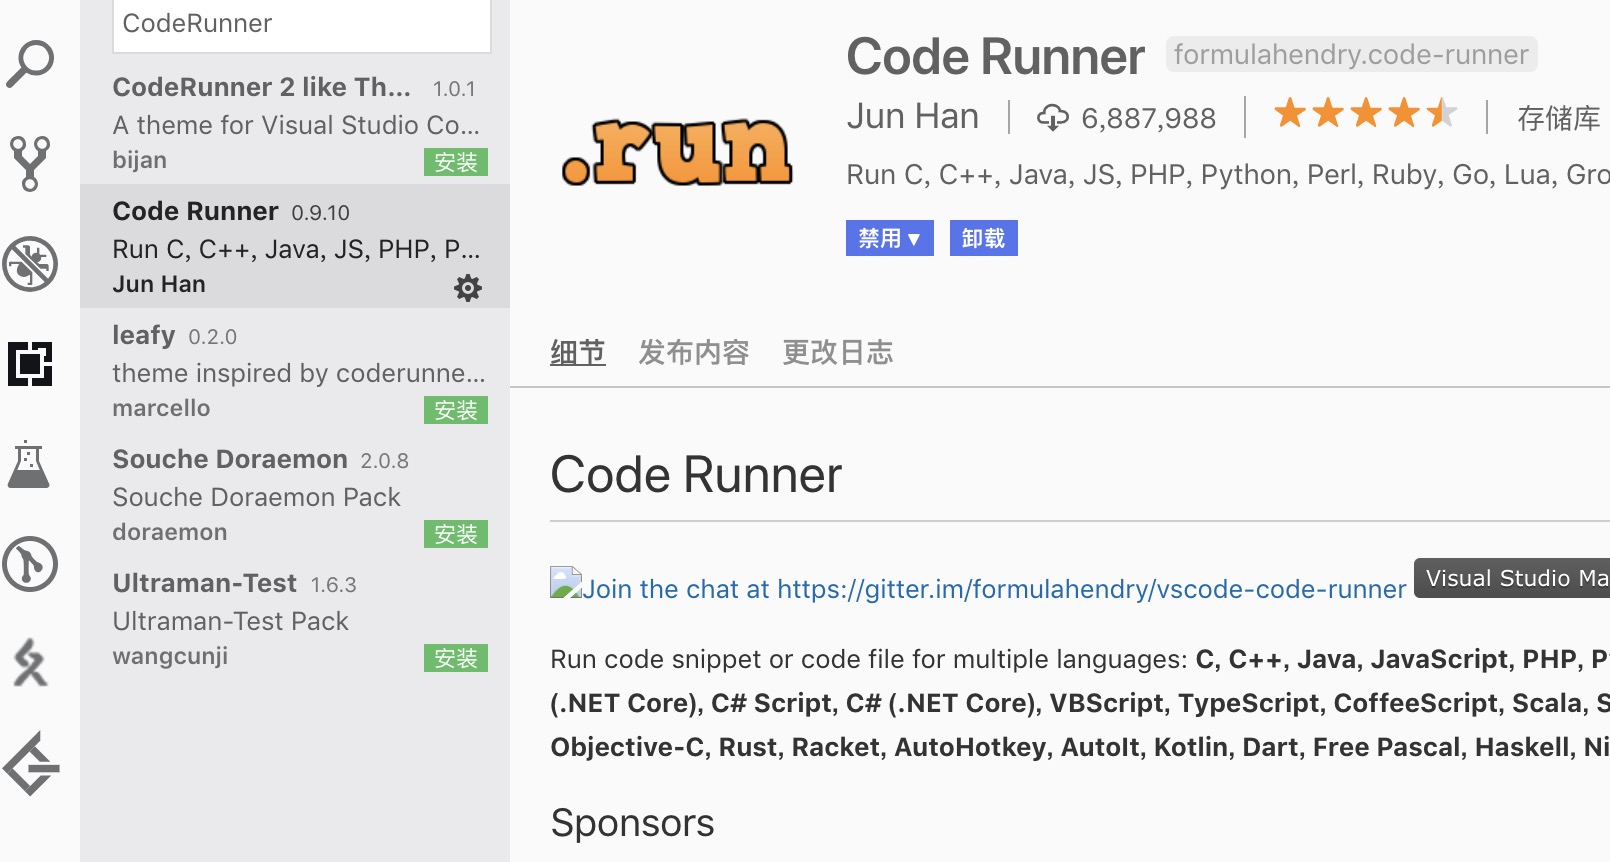 CodeRunner
CodeRunner 2 like Th... 1.0.1
A theme for Visual Studio Co...
bijan 安装
Code Runner 0.9.10
Run C, C++, Java, JS, PHP, P...
Jun Han
leafy 0.2.0
theme inspired by coderunne...
marcello 安装
Souche Doraemon 2.0.8
Souche Doraemon Pack
doraemon 安装
Ultraman-Test 1.6.3
Ultraman-Test Pack
wangcunji 安装
.run
Code Runner formulahendry.code-runner
Jun Han 6,887,988 存储库
Run C, C++, Java, JS, PHP, Python, Perl, Ruby, Go, Lua, Gro
禁用 卸载
细节 发布内容 更改日志
Code Runner
Join the chat at https://gitter.im/formulahendry/vscode-code-runner Visual Studio Ma
Run code snippet or code file for multiple languages: C, C++, Java, JavaScript, PHP, P
(.NET Core), C# Script, C# (.NET Core), VBScript, TypeScript, CoffeeScript, Scala, S
Objective-C, Rust, Racket, AutoHotkey, AutoIt, Kotlin, Dart, Free Pascal, Haskell, Ni
Sponsors